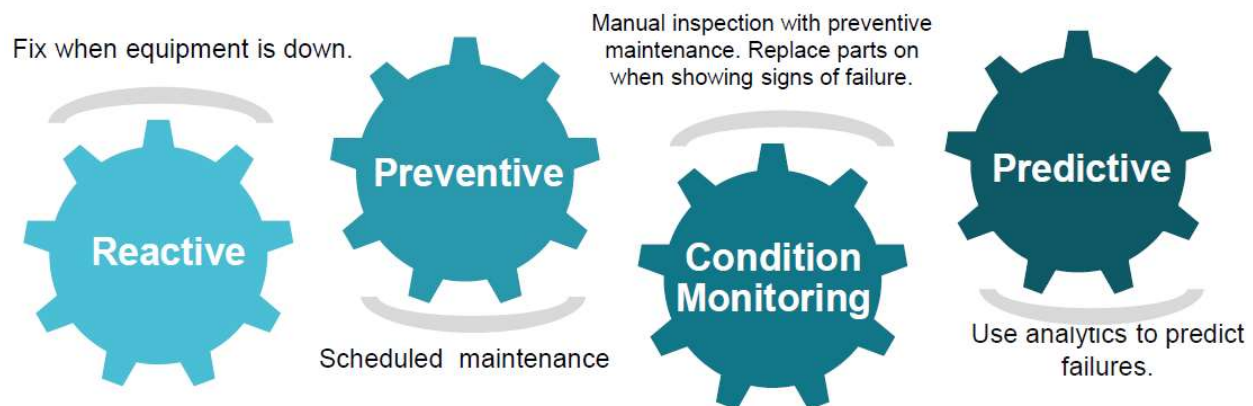 Fix when equipment is down.
Reactive
Preventive
Scheduled maintenance
Manual inspection with preventive
maintenance. Replace parts on
when showing signs of failure.
Condition
Monitoring
Predictive
Use analytics to predict
failures.